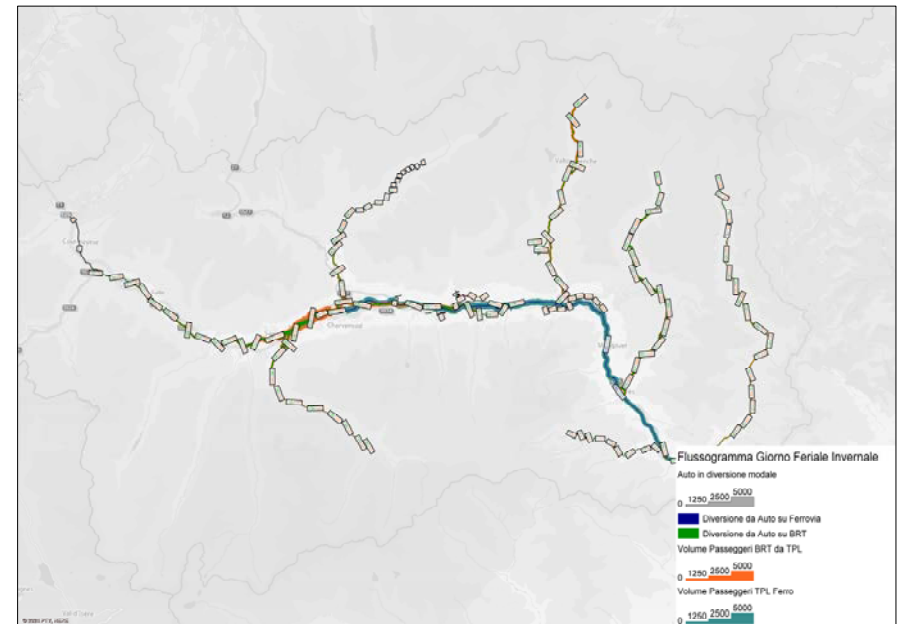 Charvensod
Flussogramma Giorno Feriale Invernale
Auto in diversione modale
0 1250 2500 5000
Diversione da Auto su Ferrovia
Diversione da Auto su BRT
Volume Passeggeri BRT da TPL
0 1250 2500 5000
Volume Passeggeri TPL Ferro
0 1250 2500 5000